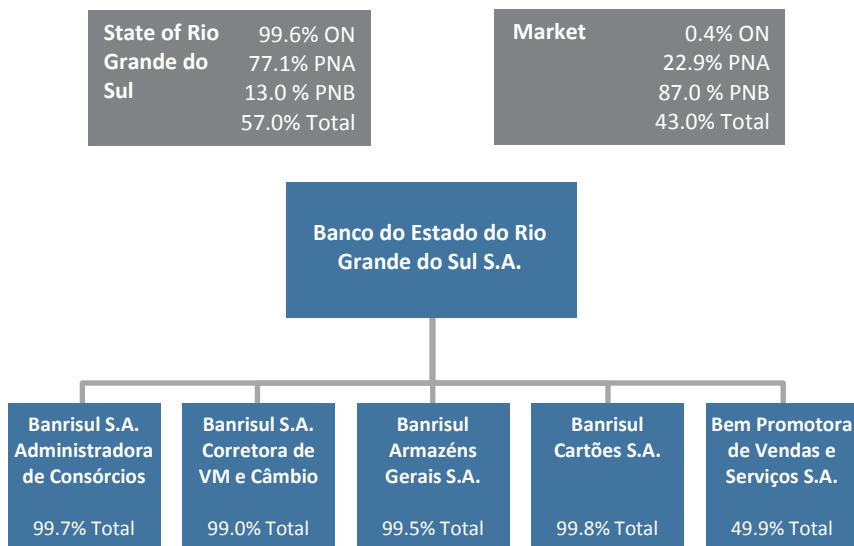 State of Rio 99.6% ON
Grande do 77.1% PNA
Sul 13.0 % PNB
57.0% Total
Market 0.4% ON
22.9% PNA
87.0 % PNB
43.0% Total
Banco do Estado do Rio
Grande do Sul S.A.
Banrisul S.A.
Administradora
de Consórcios
99.7% Total
Banrisul S.A.
Corretora de
VM e Câmbio
99.0% Total
Banrisul
Armazéns
Gerais S.A.
99.5% Total
Banrisul
Cartões S.A.
99.8% Total
Bem Promotora
de Vendas e
Serviços S.A.
49.9% Total